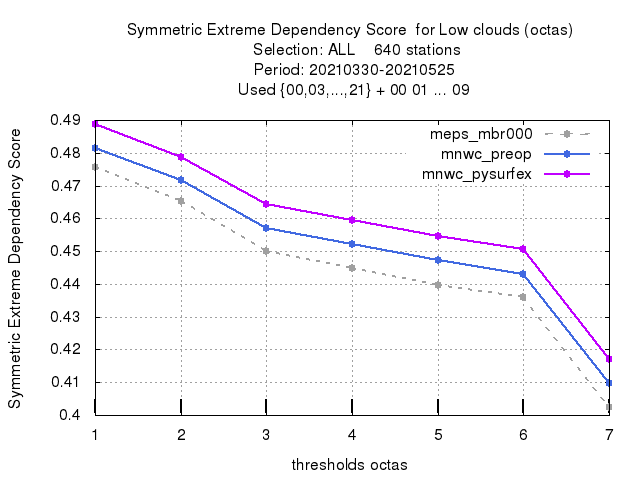 Symmetric Extreme Dependency Score  for Low clouds (octas)
Selection: ALL    640 stations
Period: 20210330-20210525
Used {00,03,...,21} + 00 01 ... 09
Symmetric Extreme Dependency Score
0.49
0.48
0.47
0.46
0.45
0.44
0.43
0.42
0.41
0.4
meps_mbr000
mnwc_preop
mnwc_pysurfex
1 2 3 4 5 6 7
thresholds octas